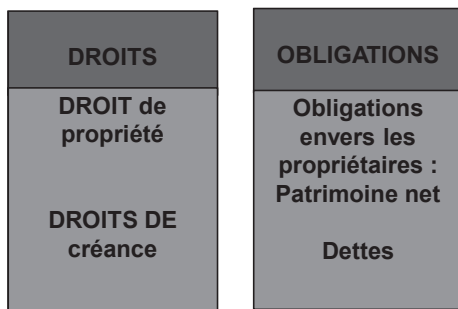 DROITS
DROIT de
propriété
DROITS DE
créance
OBLIGATIONS
Obligations
envers les
propriétaires :
Patrimoine net
Dettes